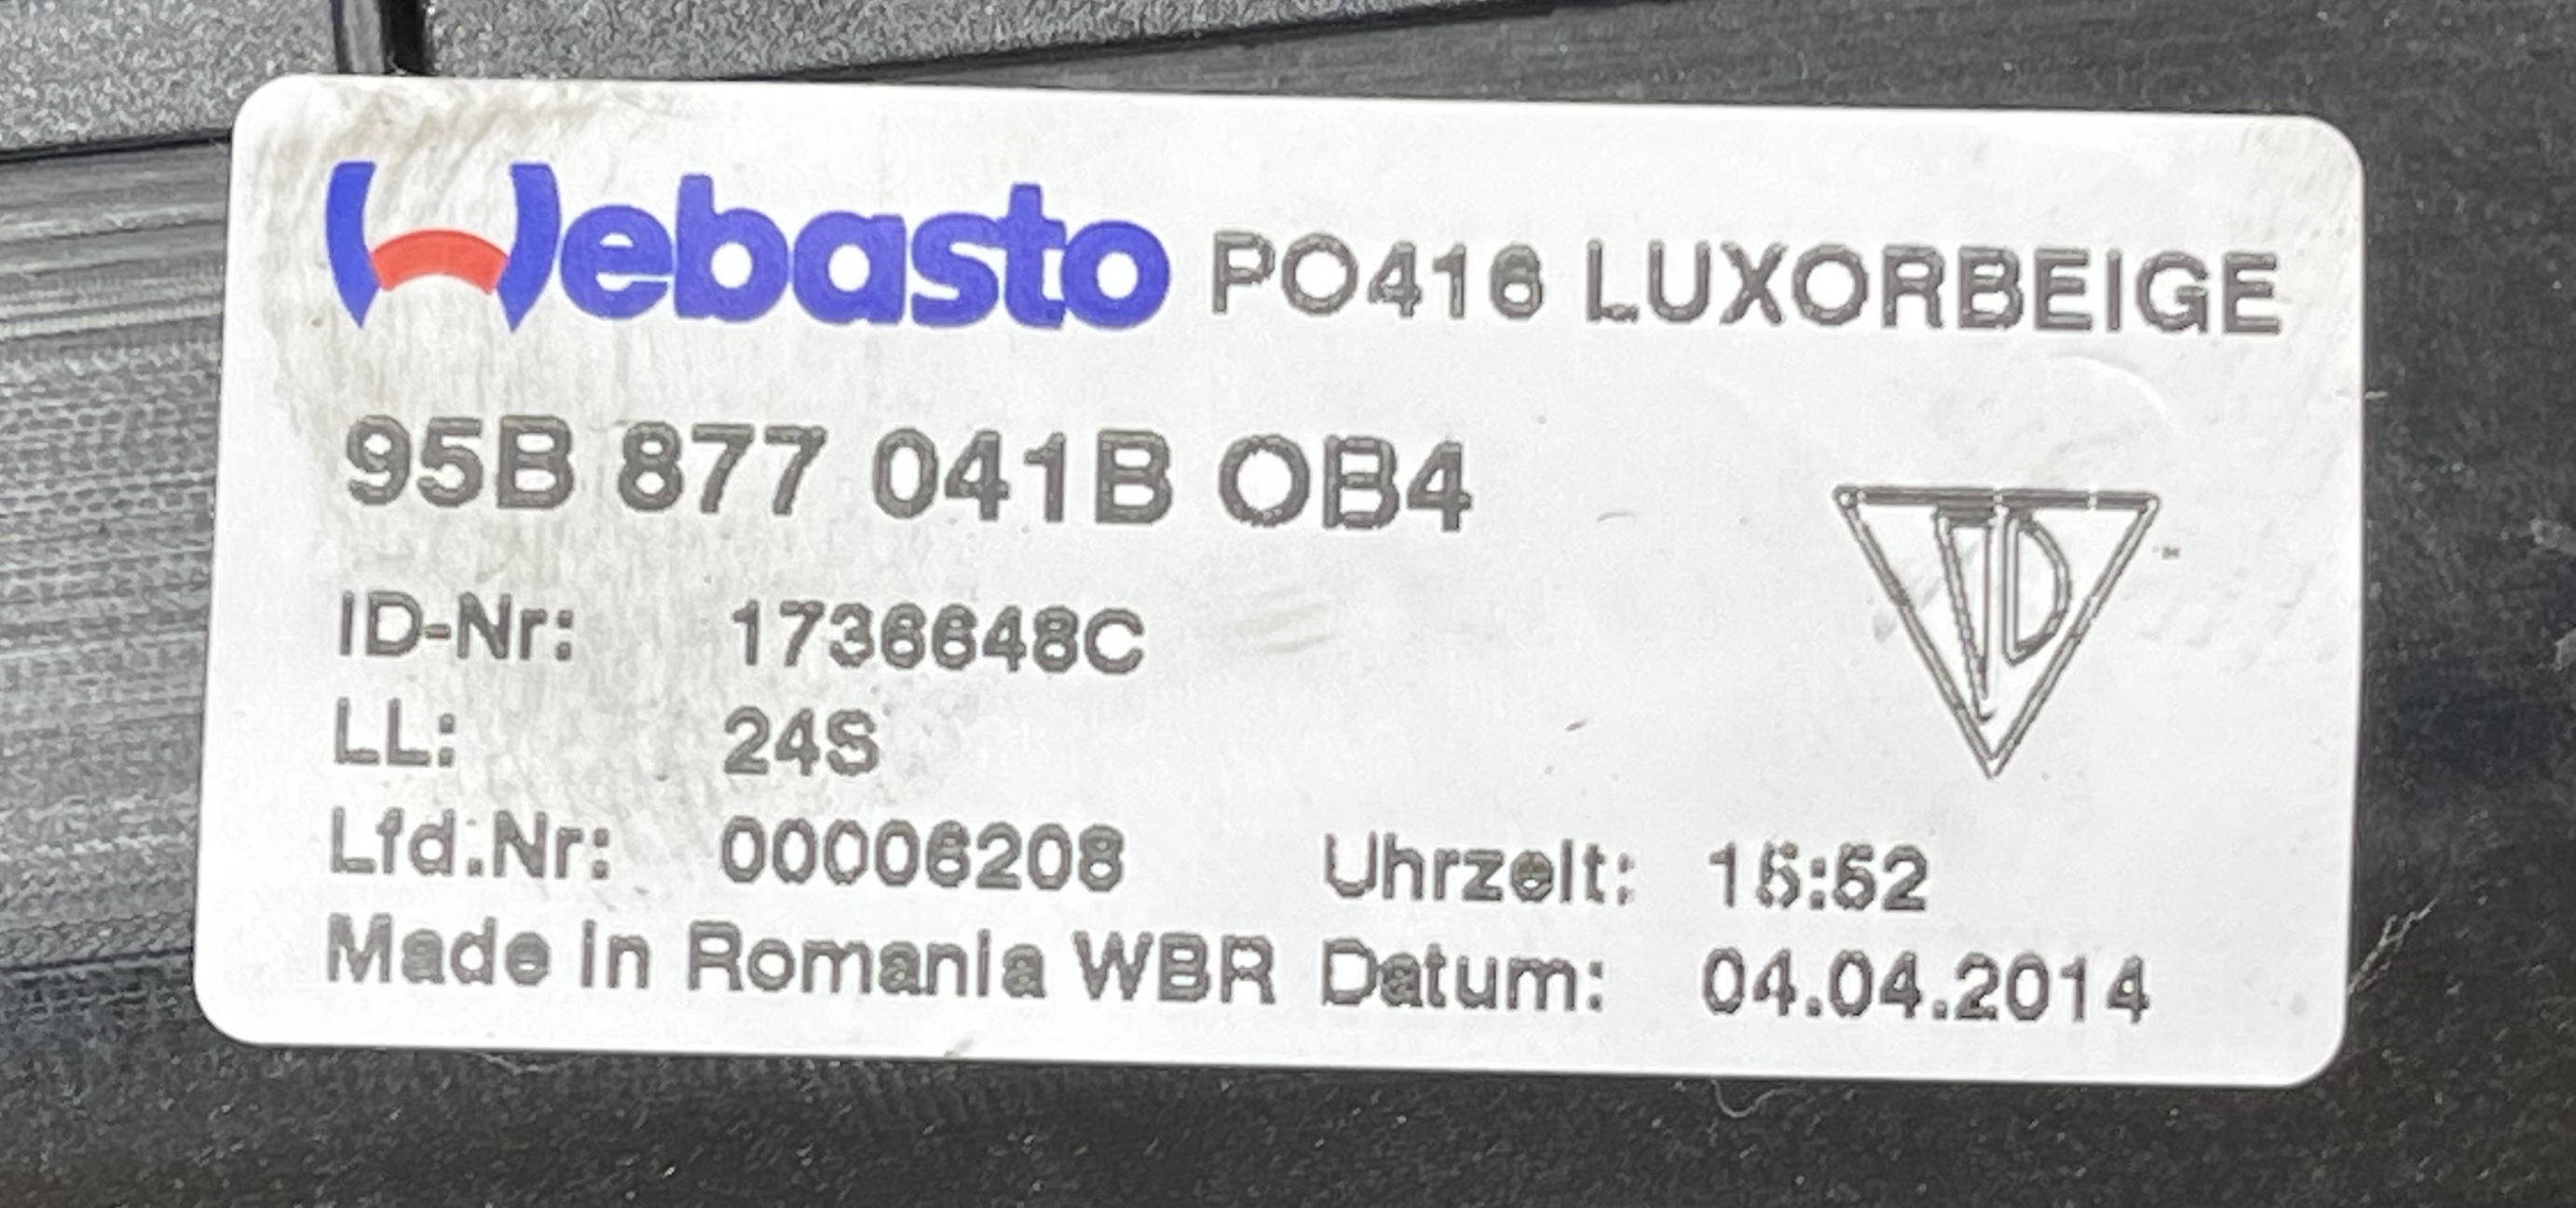 Webasto PO416 LUXORBEIGE
95B 877 041B OB4
ID-Nr: 1736648C
LL: 24S
Lfd.Nr: 00006208 Uhrzeit: 15:52
Made in Romania WBR Datum: 04.04.2014